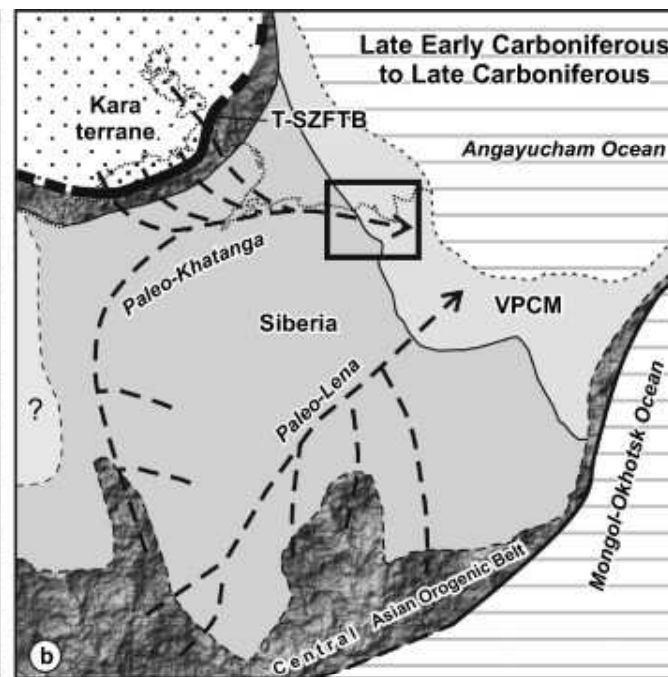 Late Early Carboniferous
to Late Carboniferous
Kara
terrane
T-SZFTB
Angayucham Ocean
Paleo-Khatanga
VPCM
Siberia
Paleo-Lena
?
Mongol-Okhotsk Ocean
Central Asian Orogenic Belt
b